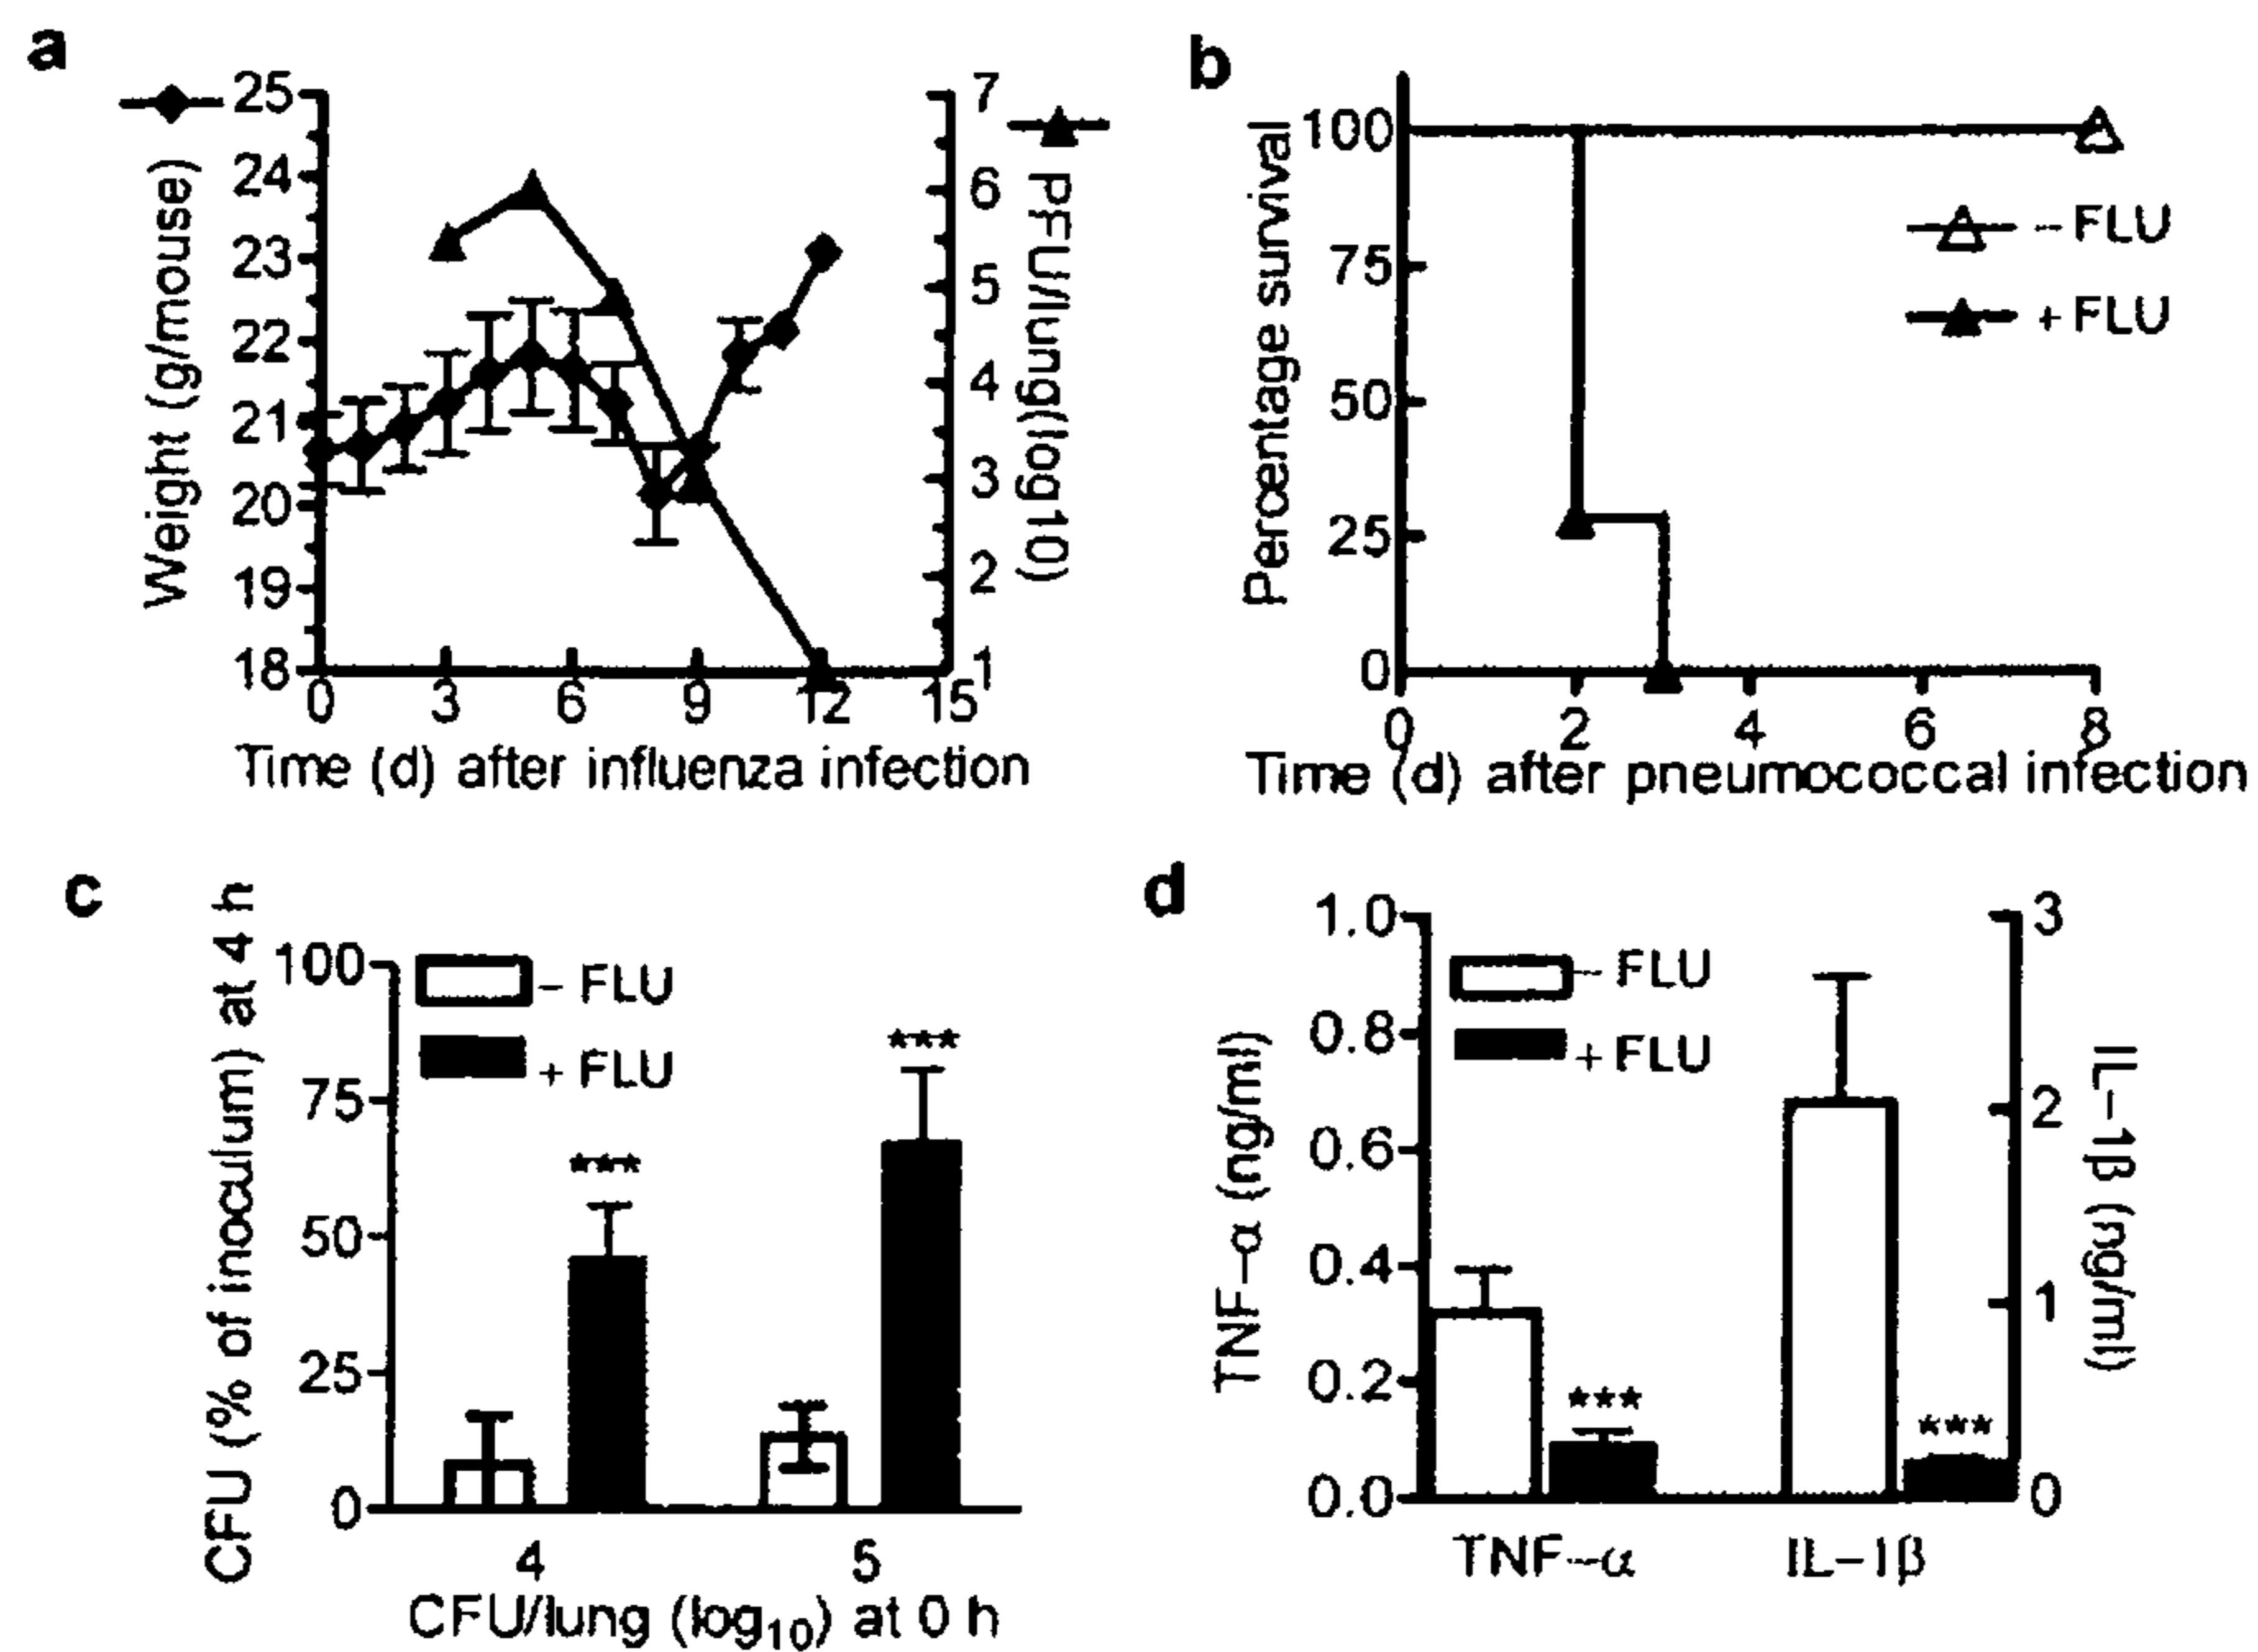 a
25
24
23
22
21
20
19
18
Weight (g/mouse)
7
6
5
4
3
2
1
PFU/lung(log10)
0 3 6 9 12 15
Time (d) after influenza infection
b
100
75
50
25
0
Percentage survival
– FLU
+ FLU
0 2 4 6 8
Time (d) after pneumococcal infection
c
100
75
50
25
0
CFU (% of inoculum) at 4 h
– FLU
+ FLU
***
***
4 5
CFU/lung (log10) at 0 h
d
1.0
0.8
0.6
0.4
0.2
0.0
TNF–α (ng/ml)
– FLU
+ FLU
***
***
3
2
1
0
IL–1β (ng/ml)
TNF–α IL–1β